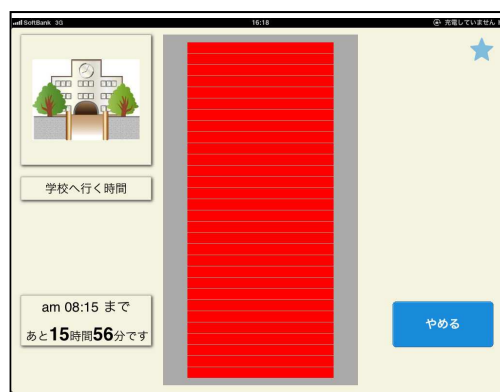 SoftBank 3G
16:18
充電していません
学校へ行く時間
am 08:15 まで
あと15時間56分です
やめる